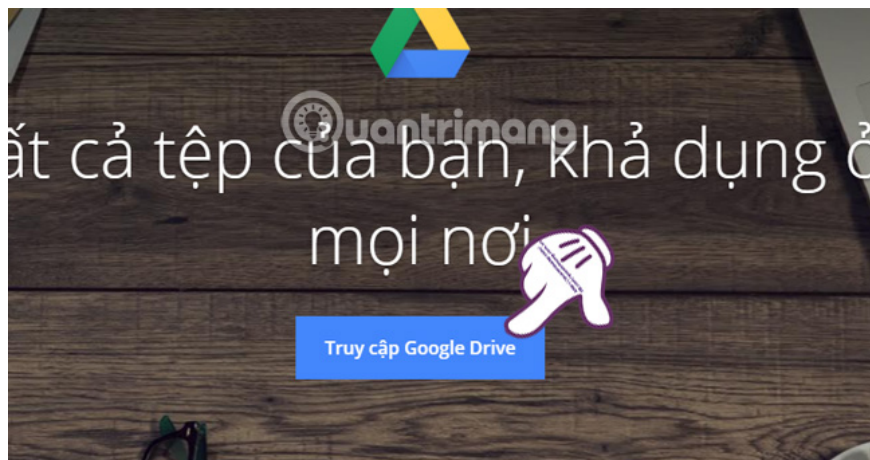 Quantrimang
ất cả tệp của bạn, khả dụng ở
mọi nơi
Truy cập Google Drive